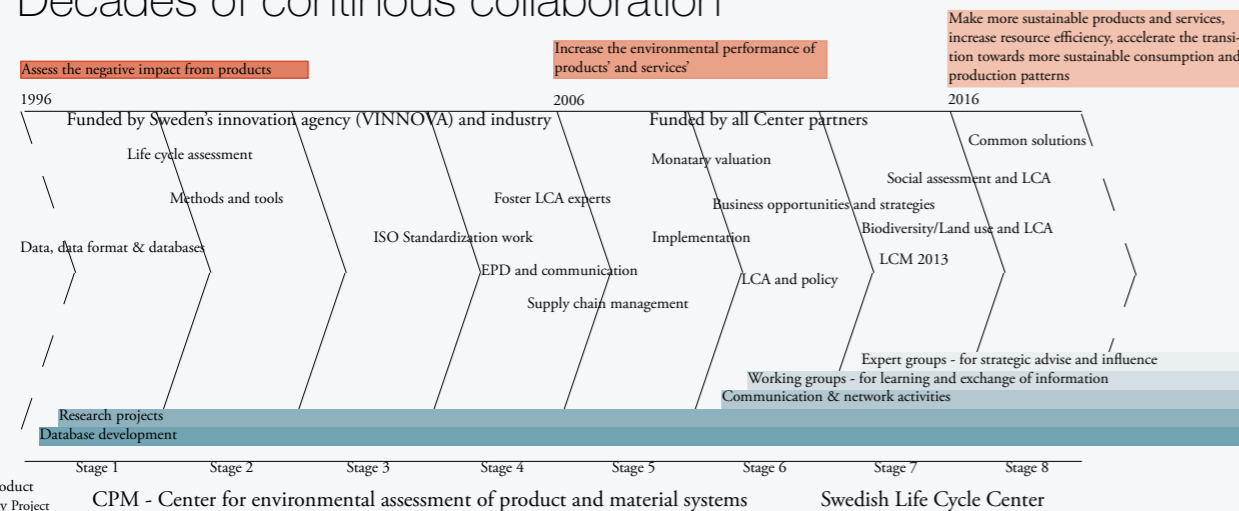 Decades of continous collaboration
Assess the negative impact from products
Increase the environmental performance of
products’ and services’
Make more sustainable products and services,
increase resource efficiency, accelerate the transi-
tion towards more sustainable consumption and
production patterns
1996
2006
2016
Funded by Sweden’s innovation agency (VINNOVA) and industry
Funded by all Center partners
Common solutions
Life cycle assessment
Monatary valuation
Social assessment and LCA
Methods and tools
Foster LCA experts
Business opportunities and strategies
Biodiversity/Land use and LCA
Data, data format & databases
ISO Standardization work
Implementation
LCM 2013
EPD and communication
LCA and policy
Supply chain management
Expert groups - for strategic advise and influence
Working groups - for learning and exchange of information
Communication & network activities
Research projects
Database development
Stage 1
Stage 2
Stage 3
Stage 4
Stage 5
Stage 6
Stage 7
Stage 8
Project
CPM - Center for environmental assessment of product and material systems
Swedish Life Cycle Center